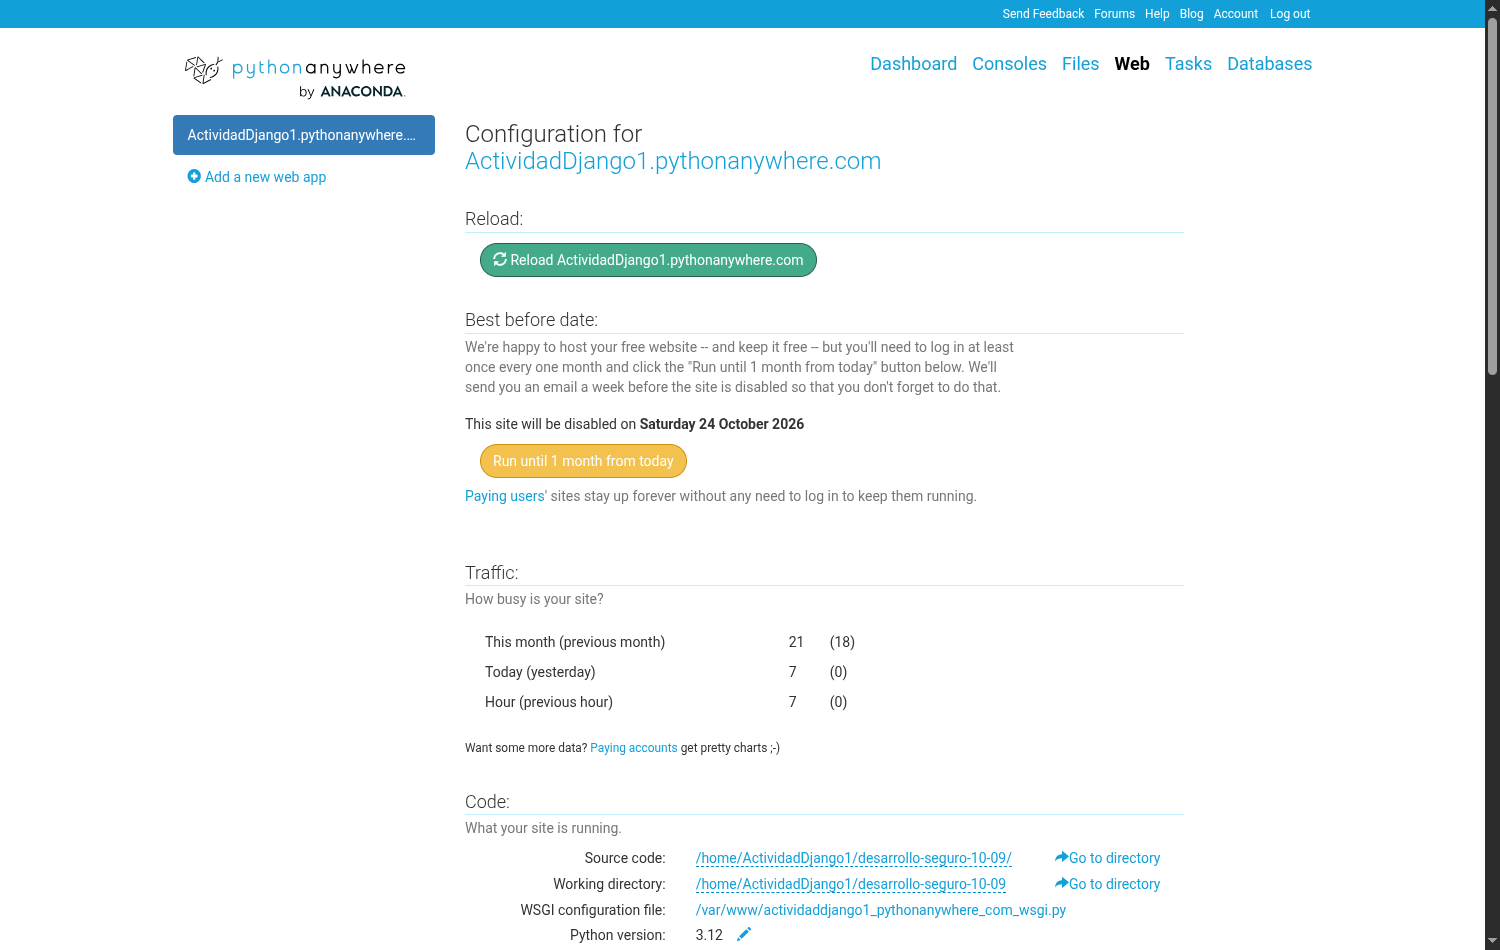 Send Feedback Forums Help Blog Account Log out
pythonanywhere
by ANACONDA.
Dashboard Consoles Files Web Tasks Databases
ActividadDjango1.pythonanywhere....
Add a new web app
Configuration for
ActividadDjango1.pythonanywhere.com
Reload:
Reload ActividadDjango1.pythonanywhere.com
Best before date:
We're happy to host your free website -- and keep it free -- but you'll need to log in at least
once every one month and click the "Run until 1 month from today" button below. We'll
send you an email a week before the site is disabled so that you don't forget to do that.
This site will be disabled on Saturday 24 October 2026
Run until 1 month from today
Paying users' sites stay up forever without any need to log in to keep them running.
Traffic:
How busy is your site?
This month (previous month) 21 (18)
Today (yesterday) 7 (0)
Hour (previous hour) 7 (0)
Want some more data? Paying accounts get pretty charts ;-)
Code:
What your site is running.
Source code: /home/ActividadDjango1/desarrollo-seguro-10-09/ Go to directory
Working directory: /home/ActividadDjango1/desarrollo-seguro-10-09 Go to directory
WSGI configuration file: /var/www/actividaddjango1_pythonanywhere_com_wsgi.py
Python version: 3.12